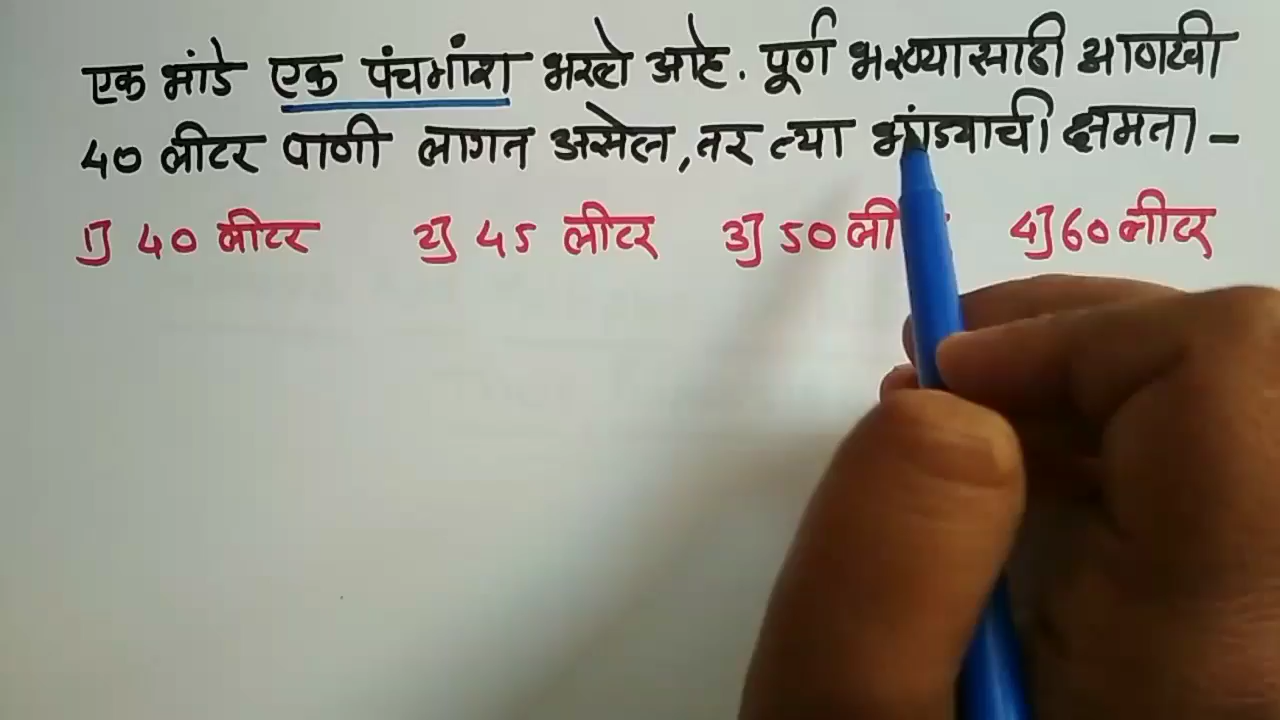 एक भांडे एक पंचमांश भरले आहे. पूर्ण भरण्यासाठी आणखी
40 लीटर पाणी लागत असेल, तर त्या भांड्याची क्षमता -
1] 40 लीटर 2] 45 लीटर 3] 50 ली 4] 60 लीटर